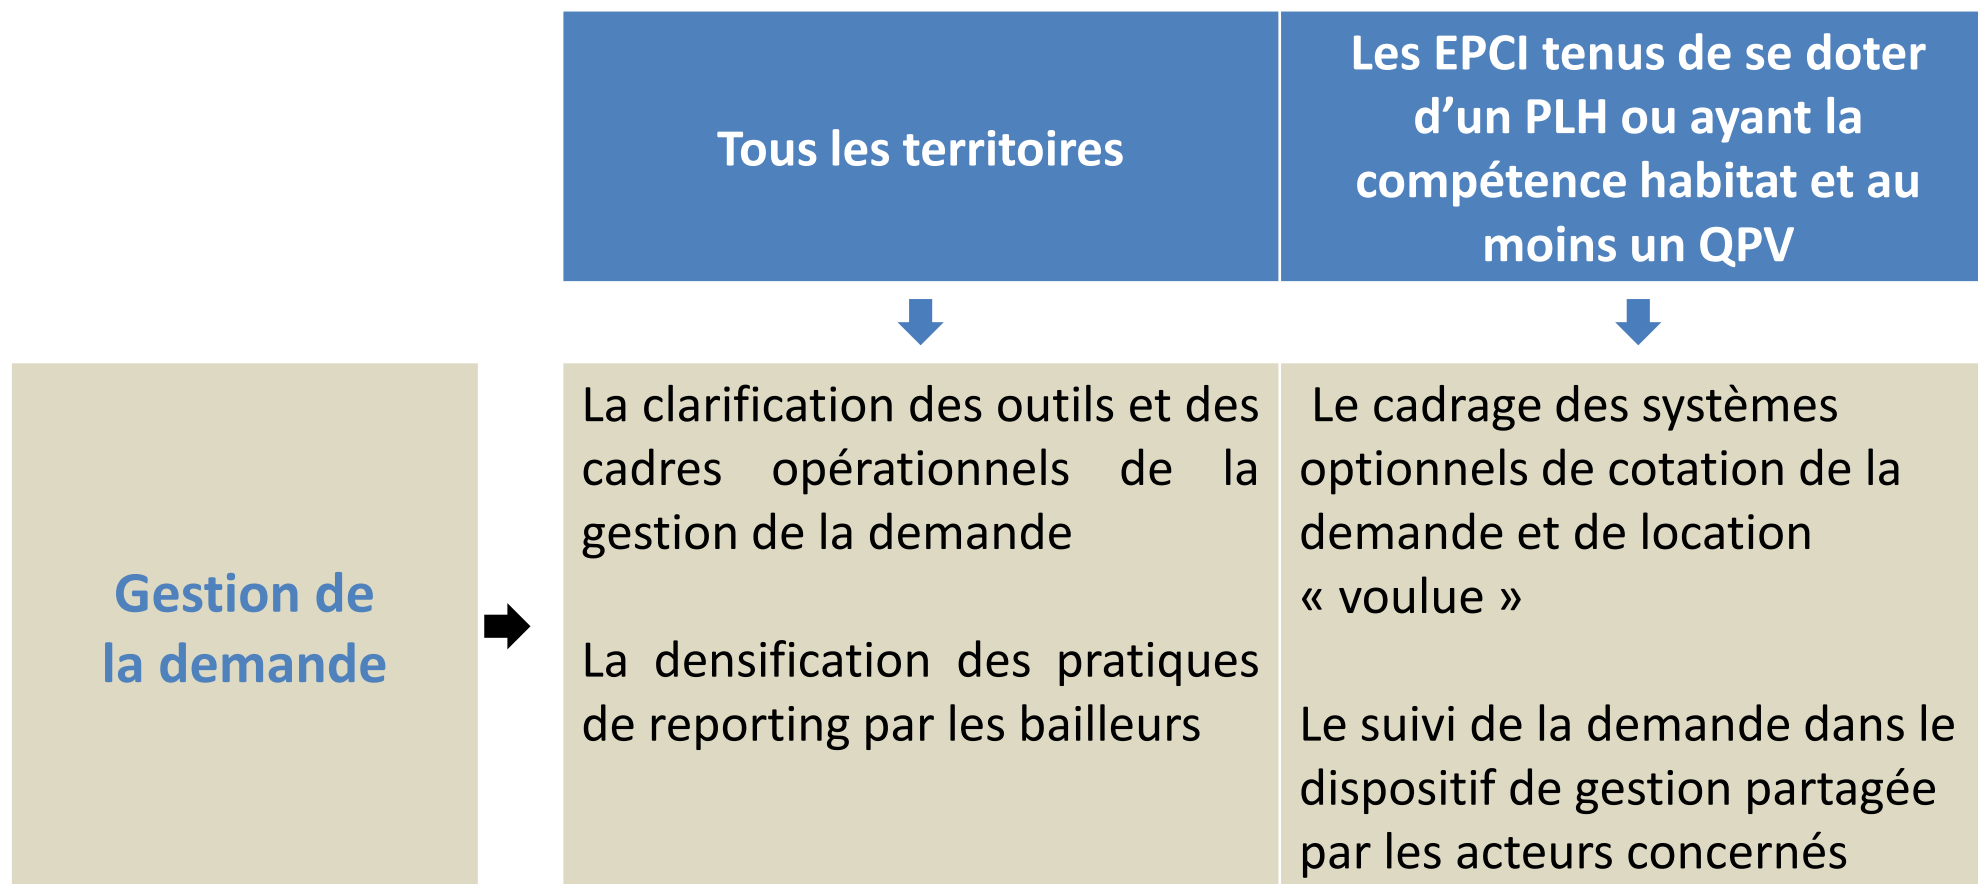 Tous les territoires
Les EPCI tenus de se doter
d’un PLH ou ayant la
compétence habitat et au
moins un QPV
Gestion de
la demande
La clarification des outils et des
cadres opérationnels de la
gestion de la demande
La densification des pratiques
de reporting par les bailleurs
Le cadrage des systèmes
optionnels de cotation de la
demande et de location
« voulue »
Le suivi de la demande dans le
dispositif de gestion partagée
par les acteurs concernés